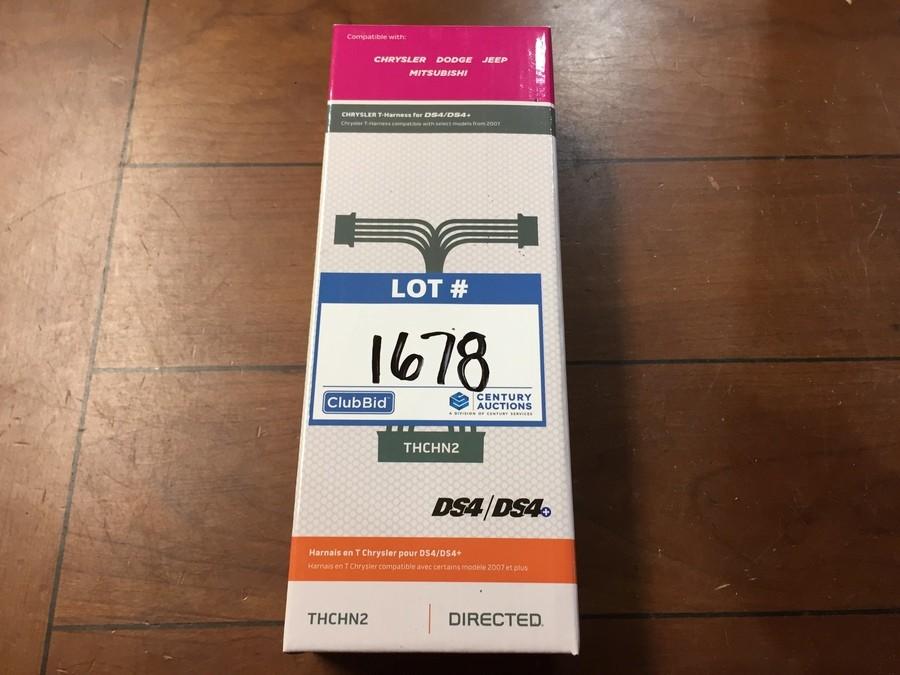 Compatible with:
CHRYSLER DODGE JEEP
MITSUBISHI
CHRYSLER T-Harness for DS4/DS4+
Chrysler T-Harness compatible with select models from 2007
LOT #
1678
ClubBid
CENTURY
AUCTIONS
A DIVISION OF CENTURY SERVICES
THCHN2
DS4/DS4+
Harnais en T Chrysler pour DS4/DS4+
Harnais en T Chrysler compatible avec certains modèle 2007 et plus
THCHN2 DIRECTED.